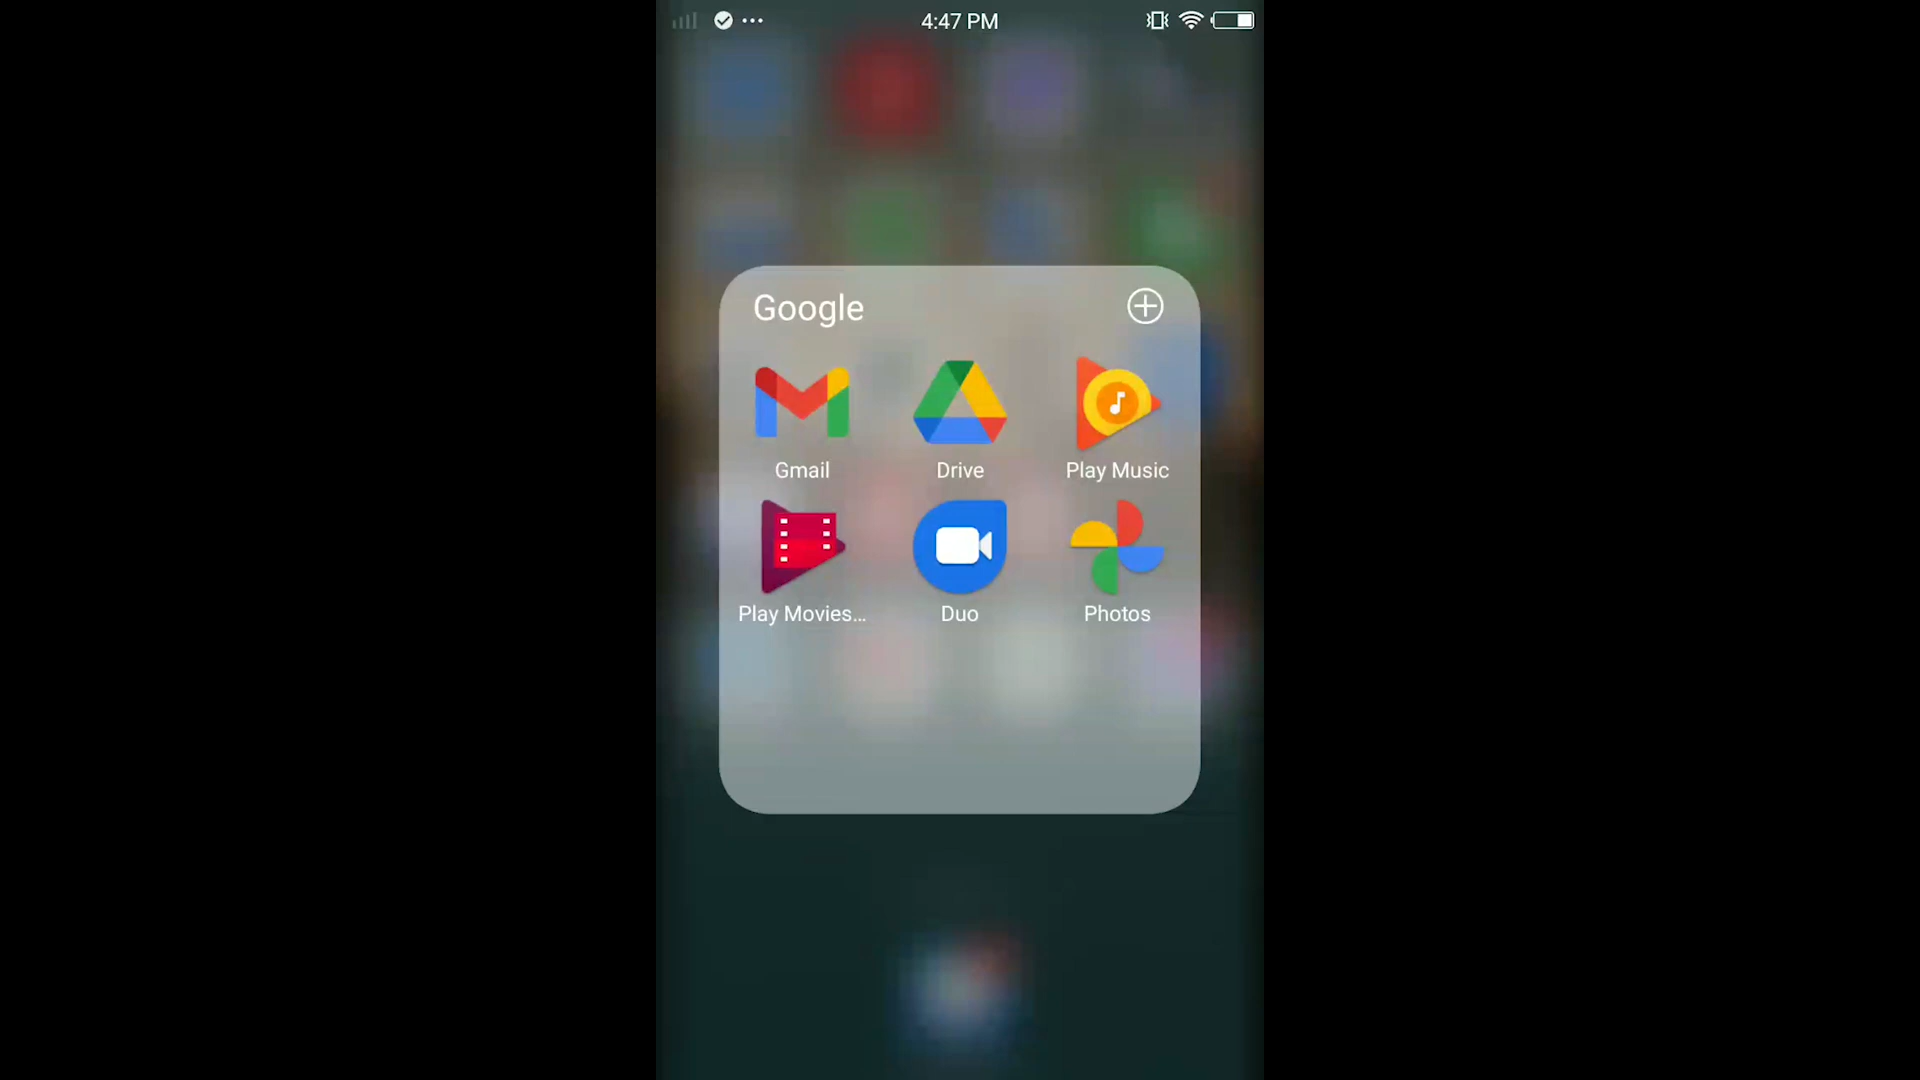 4:47 PM
Google
Gmail
Drive
Play Music
Play Movies…
Duo
Photos